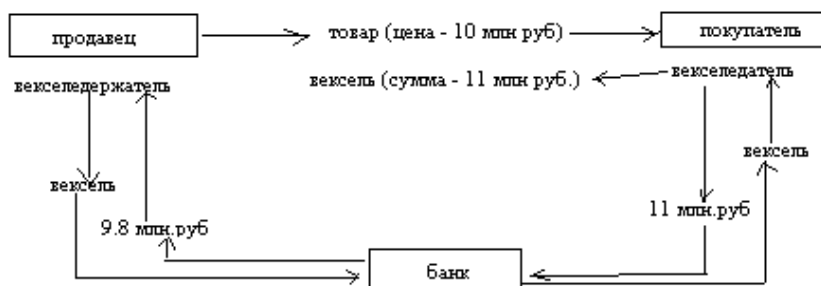 продавец
товар (цена - 10 млн руб)
покупатель
векселедержатель
вексель (сумма - 11 млн руб.)
векселедатель
вексель
вексель
9.8 млн.руб
11 млн.руб
банк